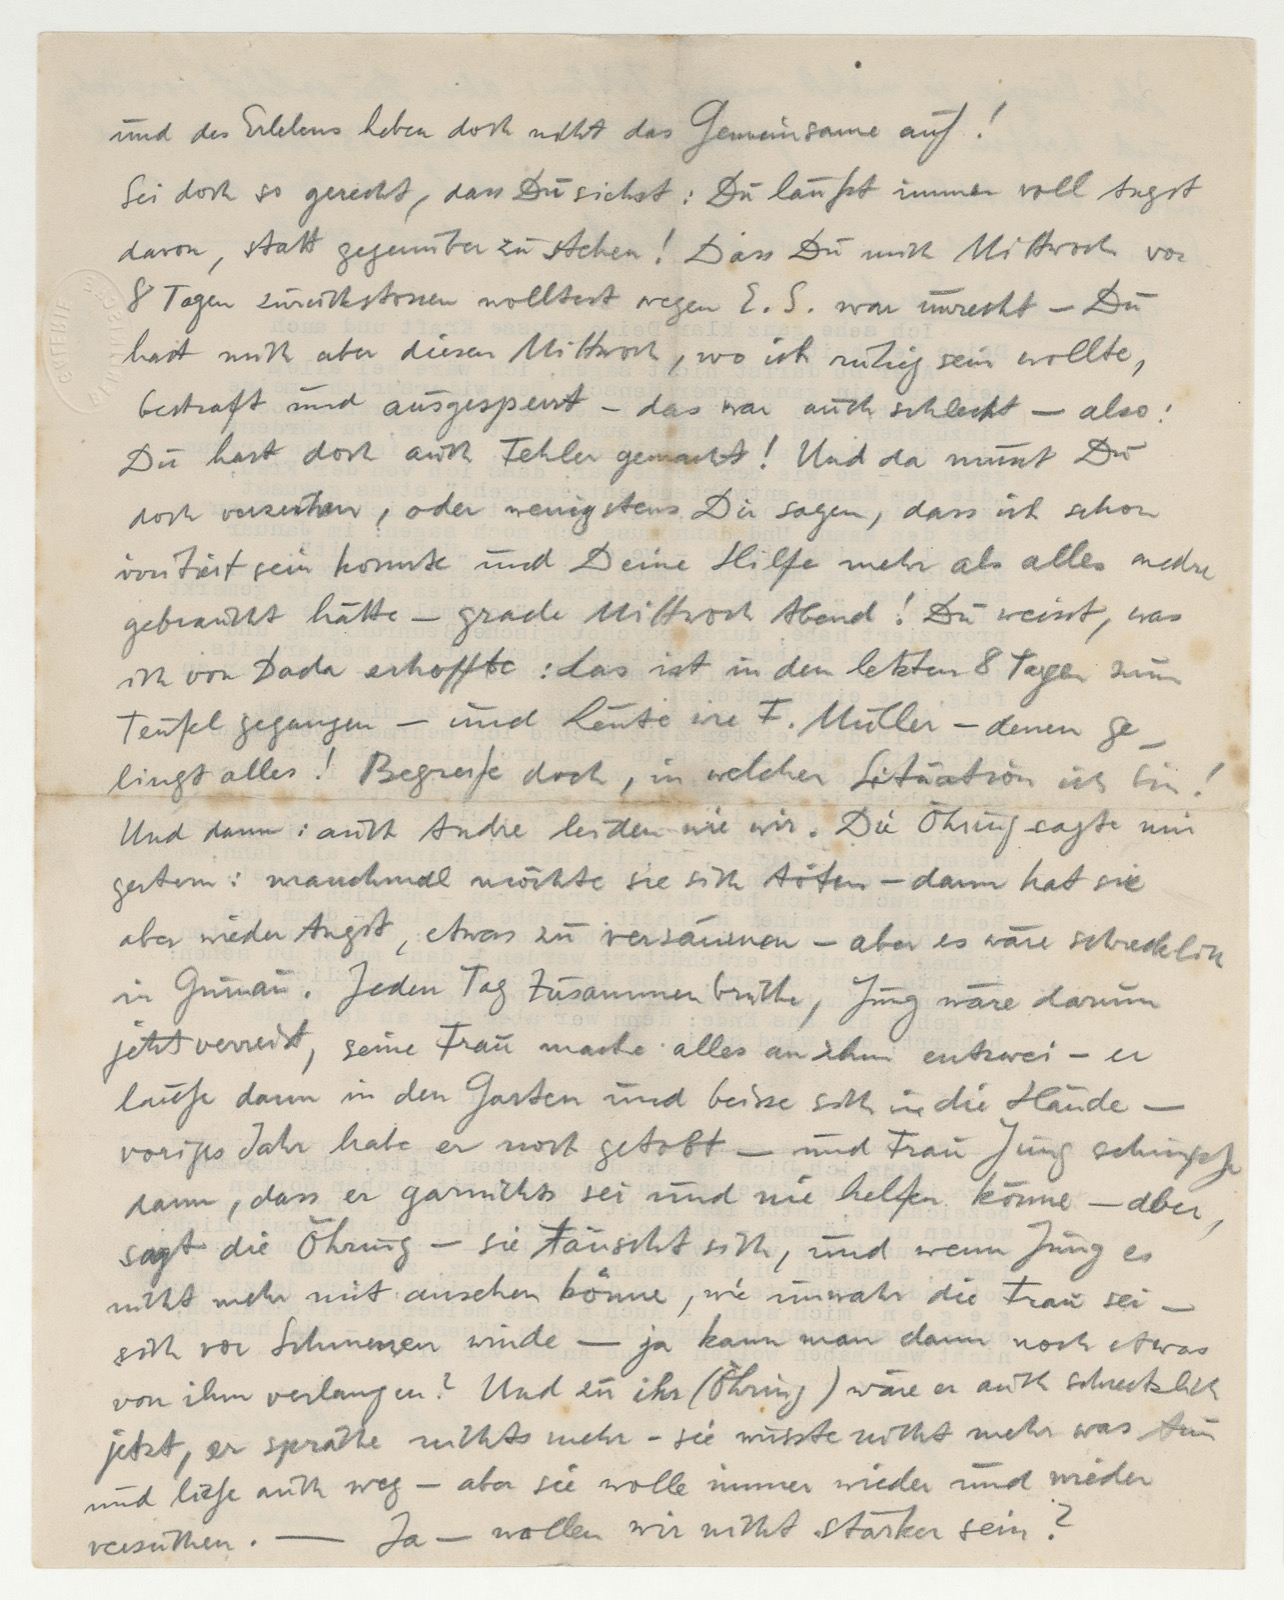 und des Erlebens heben doch nicht das Gemeinsame auf!
Sei doch so gerecht, dass Du siehst: Du läufst immer voll Angst
davon, statt gegenüber zu stehen! Dass Du mich Mittwoch vor
8 Tagen zurückstossen wolltest wegen E. S. war unrecht – Du
hast mich aber diesen Mittwoch, wo ich ruhig sein wollte,
bestraft und ausgesperrt – das war auch schlecht – also:
Du hast doch auch Fehler gemacht! Und da musst Du
doch verzeihen, oder wenigstens Dir sagen, dass ich schon
sein konnte und Deine Hilfe mehr als alles andre
gebraucht hätte – grade Mittwoch Abend! Du weisst, was
ich von Dada erhoffte: das ist in den letzten 8 Tagen zum
Teufel gegangen – und Leute wie F. Müller – denen ge_
lingt alles! Begreife doch, in welcher Situation ich bin!
Und dann: auch Andre leiden wie wir. Die Öhring sagte mir
gestern: manchmal möchte sie sich töten – dann hat sie
aber wieder Angst, etwas zu versäumen – aber es wäre schrecklich
in Grünau. Jeden Tag Zusammenbrüche, Jung wäre darum
jetzt verreist, seine Frau mache alles an ihm entzwei – er
laufe dann in den Garten und beisse sich in die Hände –
voriges Jahr habe er noch getobt – und Frau Jung schimpfe
dann, dass er garnichts sei und nie helfen könne – aber,
sagt die Öhring – sie täuscht sich, und wenn Jung es
nicht mehr mit ansehen könne, wie unwahr die Frau sei –
sich vor Schmerzen winde – ja kann man dann noch etwas
von ihm verlangen? Und zu ihr (Öhring) wäre er auch schrecklich
jetzt, er spräche nichts mehr – sie wüsste nicht mehr was tun
und liefe auch weg – aber sie wolle immer wieder und wieder
versuchen. — Ja – wollen wir nicht stärker sein?